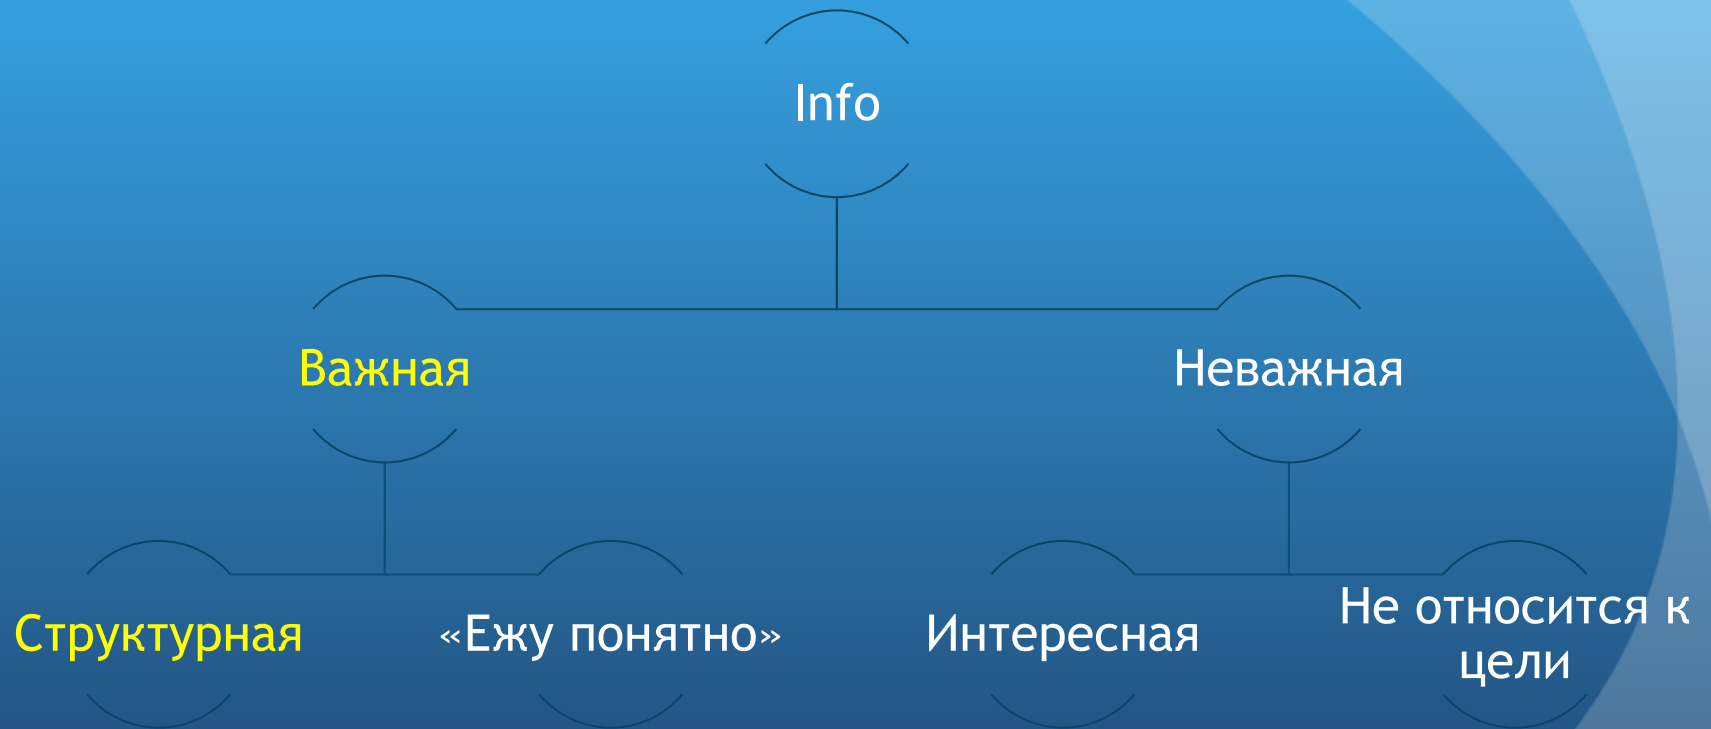 Info
Важная
Неважная
Структурная
«Ежу понятно»
Интересная
Не относится к
цели